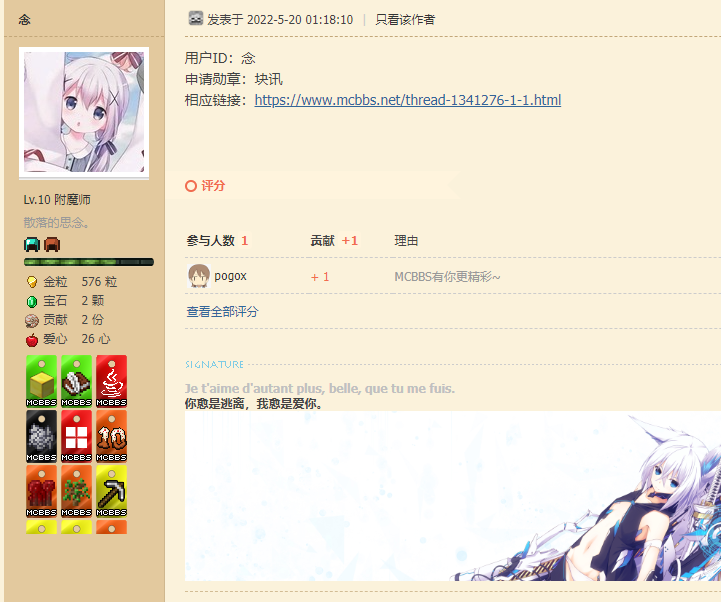 念
发表于 2022-5-20 01:18:10 | 只看该作者
用户ID：念
申请勋章：块讯
相应链接：https://www.mcbbs.net/thread-1341276-1-1.html
Lv.10 附魔师
散落的思念。
金粒 576 粒
宝石 2 颗
贡献 2 份
爱心 26 心
MCBBS MCBBS MCBBS
MCBBS MCBBS MCBBS
MCBBS MCBBS MCBBS
评分
参与人数 1 贡献 +1 理由
pogox + 1 MCBBS有你更精彩~
查看全部评分
SIGNATURE
Je t'aime d'autant plus, belle, que tu me fuis.
你愈是逃离，我愈是爱你。